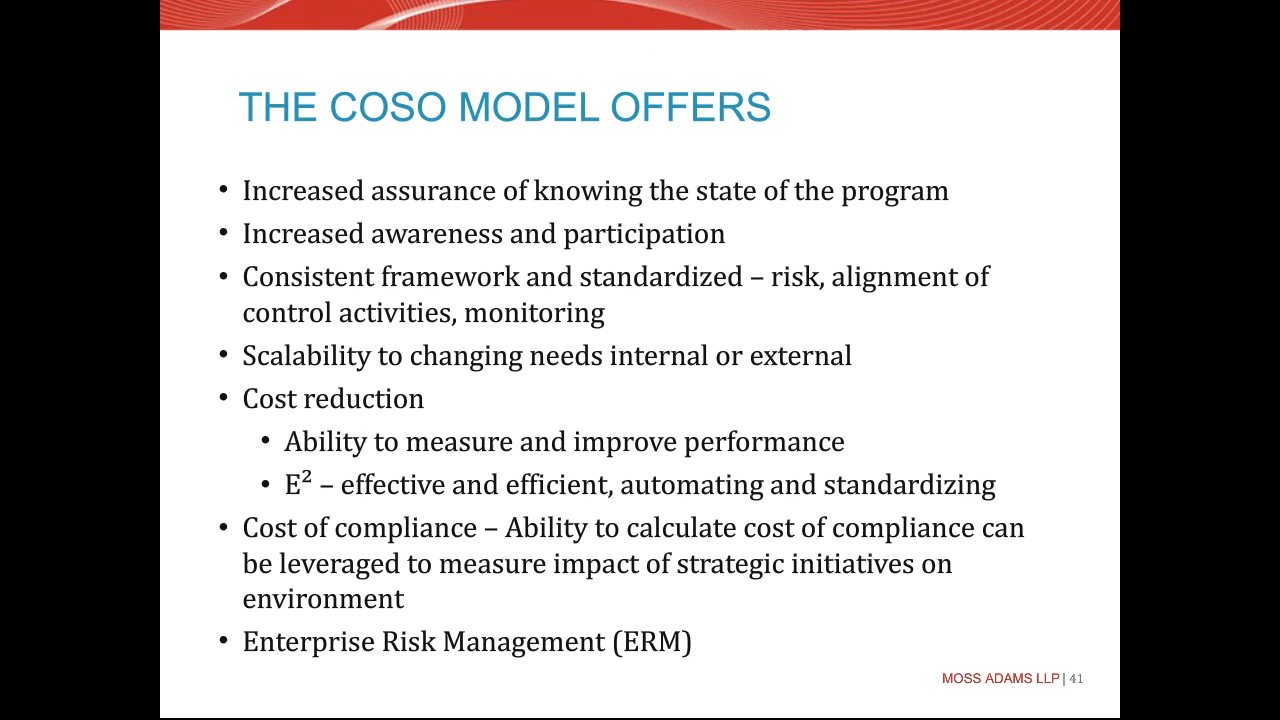 THE COSO MODEL OFFERS
• Increased assurance of knowing the state of the program
• Increased awareness and participation
• Consistent framework and standardized – risk, alignment of
control activities, monitoring
• Scalability to changing needs internal or external
• Cost reduction
• Ability to measure and improve performance
• E² – effective and efficient, automating and standardizing
• Cost of compliance – Ability to calculate cost of compliance can
be leveraged to measure impact of strategic initiatives on
environment
• Enterprise Risk Management (ERM)
MOSS ADAMS LLP | 41